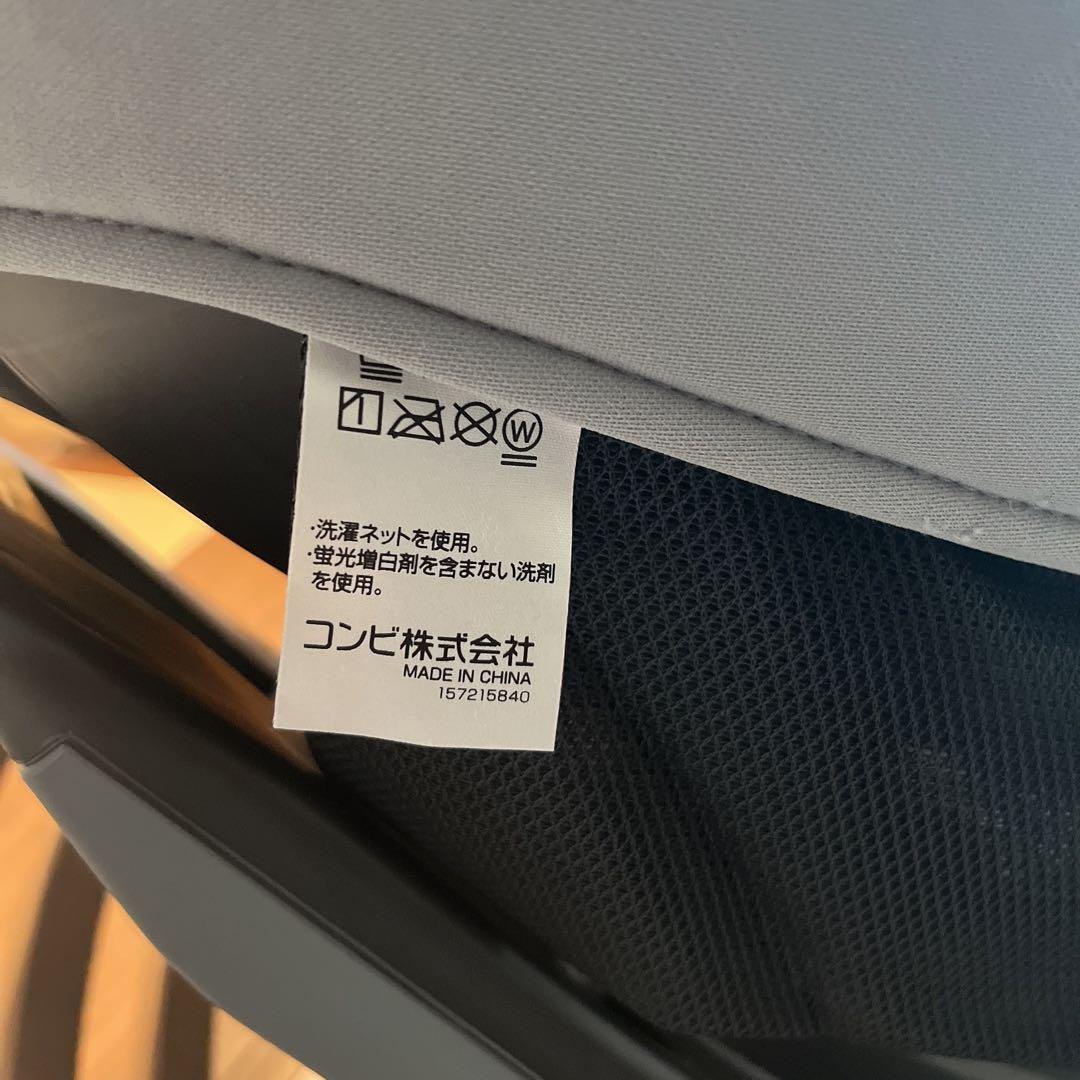 W
・洗濯ネットを使用。
・蛍光増白剤を含まない洗剤
を使用。
コンビ株式会社
MADE IN CHINA
157215840